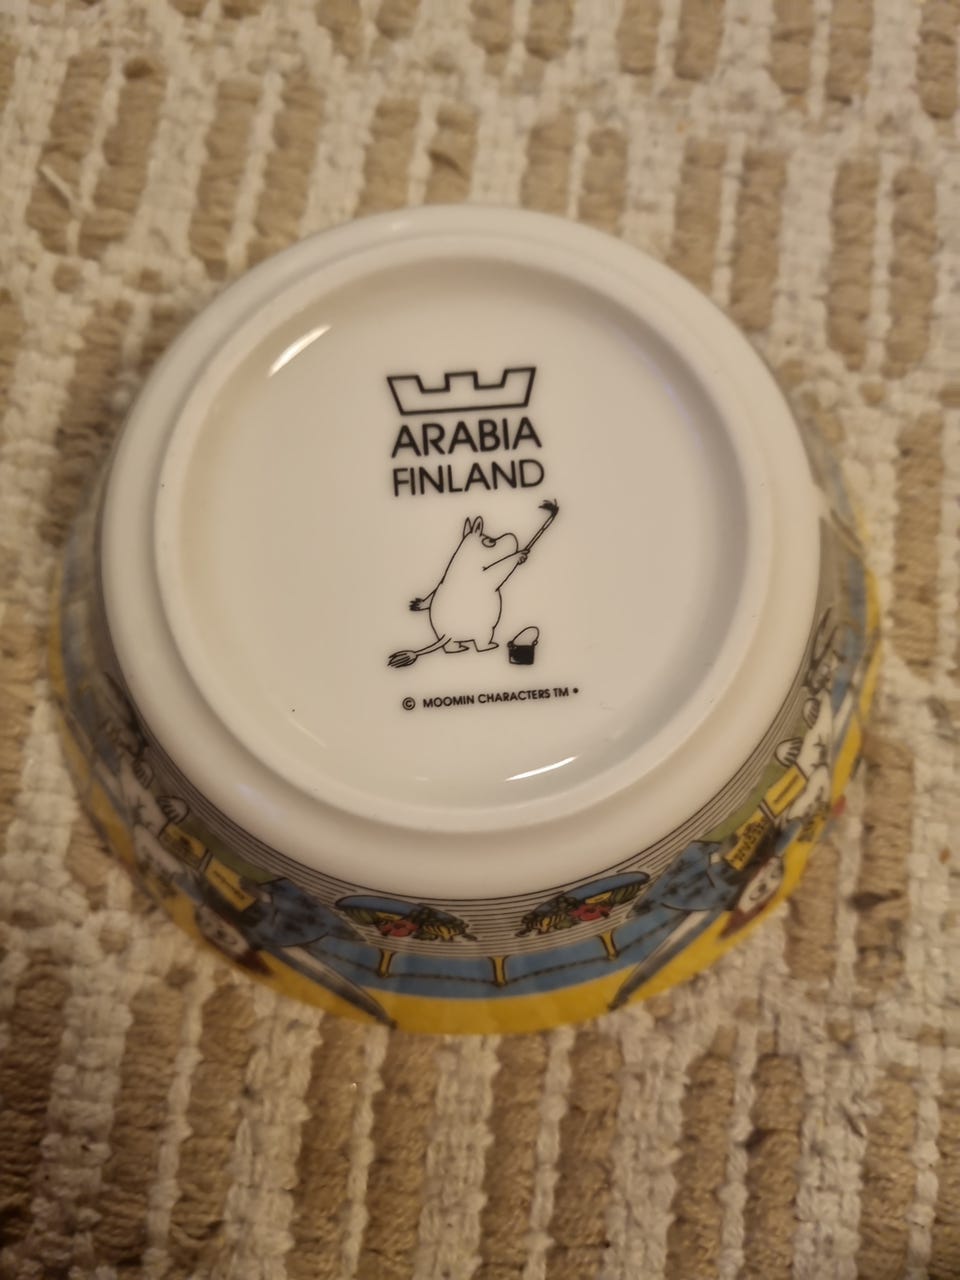 ARABIA
FINLAND
© MOOMIN CHARACTERS TM •